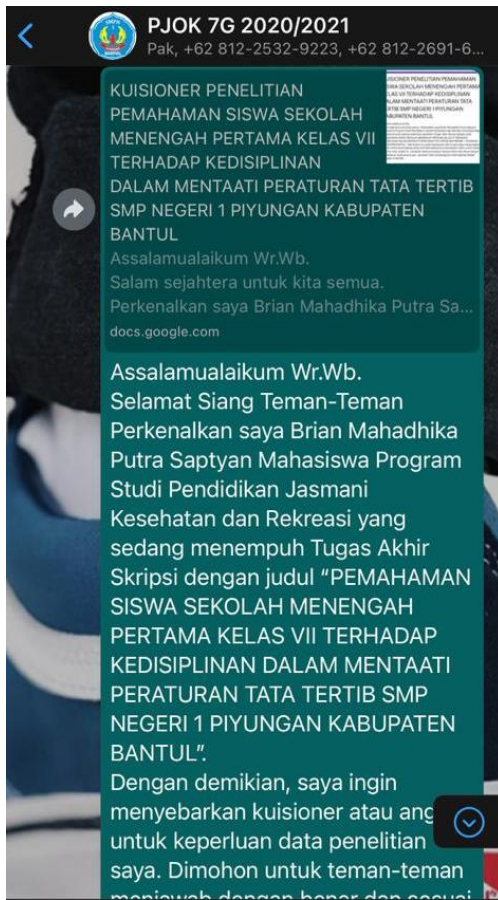 PJOK 7G 2020/2021
Pak, +62 812-2532-9223, +62 812-2691-6...
KUISIONER PENELITIAN
PEMAHAMAN SISWA SEKOLAH
MENENGAH PERTAMA KELAS VII
TERHADAP KEDISIPLINAN
DALAM MENTAATI PERATURAN TATA TERTIB
SMP NEGERI 1 PIYUNGAN KABUPATEN
BANTUL
Assalamualaikum Wr.Wb.
Salam sejahtera untuk kita semua.
Perkenalkan saya Brian Mahadhika Putra Sa...
docs.google.com
Assalamualaikum Wr.Wb.
Selamat Siang Teman-Teman
Perkenalkan saya Brian Mahadhika
Putra Saptyan Mahasiswa Program
Studi Pendidikan Jasmani
Kesehatan dan Rekreasi yang
sedang menempuh Tugas Akhir
Skripsi dengan judul “PEMAHAMAN
SISWA SEKOLAH MENENGAH
PERTAMA KELAS VII TERHADAP
KEDISIPLINAN DALAM MENTAATI
PERATURAN TATA TERTIB SMP
NEGERI 1 PIYUNGAN KABUPATEN
BANTUL”.
Dengan demikian, saya ingin
menyebarkan kuisioner atau ang
untuk keperluan data penelitian
saya. Dimohon untuk teman-teman
menjawab dengan benar dan sesuai